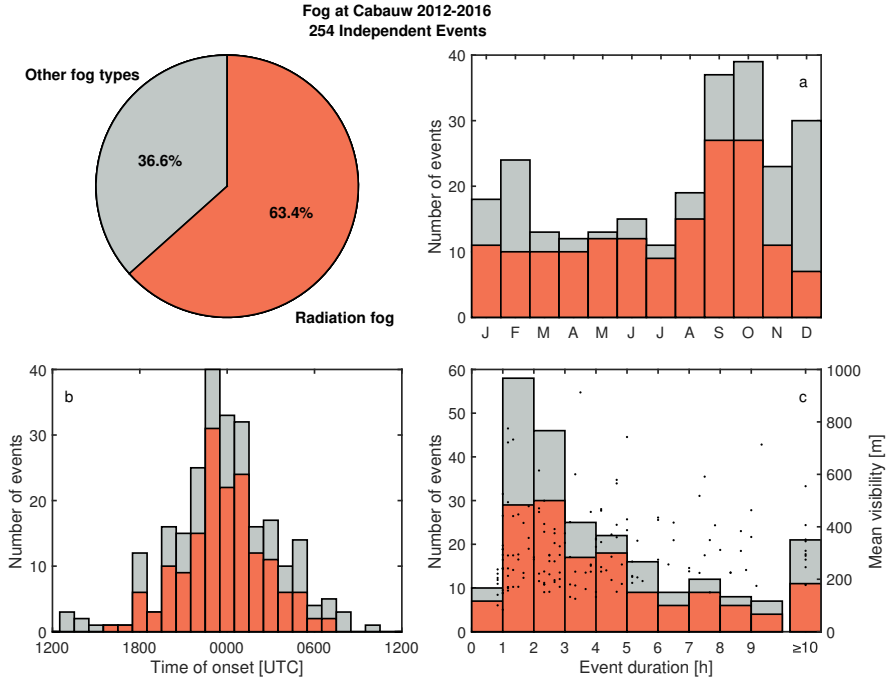 Fog at Cabauw 2012-2016
254 Independent Events
Other fog types
36.6%
63.4%
Radiation fog
a
Number of events
40
30
20
10
0
J F M A M J J A S O N D
b
Number of events
40
30
20
10
0
1200 1800 0000 0600 1200
Time of onset [UTC]
c
Number of events
60
50
40
30
20
10
0
0 1 2 3 4 5 6 7 8 9 ≥10
Event duration [h]
1000
800
600
400
200
0
Mean visibility [m]